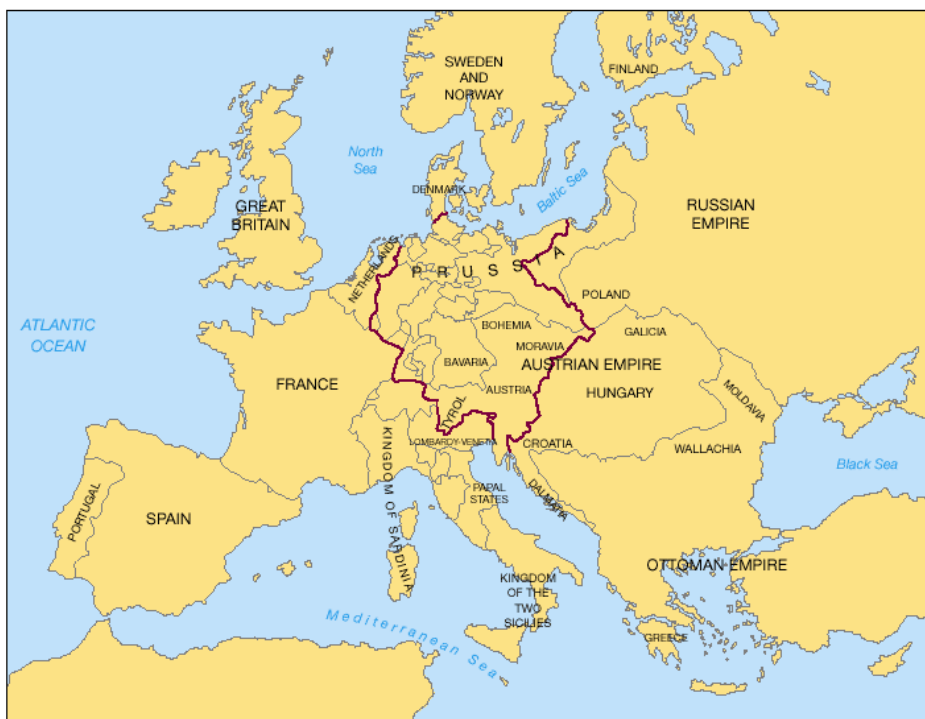 SWEDEN
AND
NORWAY
FINLAND
North
Sea
DENMARK
Baltic Sea
RUSSIAN
EMPIRE
GREAT
BRITAIN
NETHERLANDS
PRUSSIA
POLAND
ATLANTIC
OCEAN
BOHEMIA
GALICIA
MORAVIA
BAVARIA
AUSTRIAN EMPIRE
FRANCE
AUSTRIA
HUNGARY
MOLDAVIA
TYROL
LOMBARDY-VENETIA
CROATIA
WALLACHIA
Black Sea
KINGDOM OF SARDINIA
PAPAL
STATES
DALMATIA
PORTUGAL
SPAIN
OTTOMAN EMPIRE
KINGDOM
OF THE
TWO
SICILIES
Mediterranean Sea
GREECE